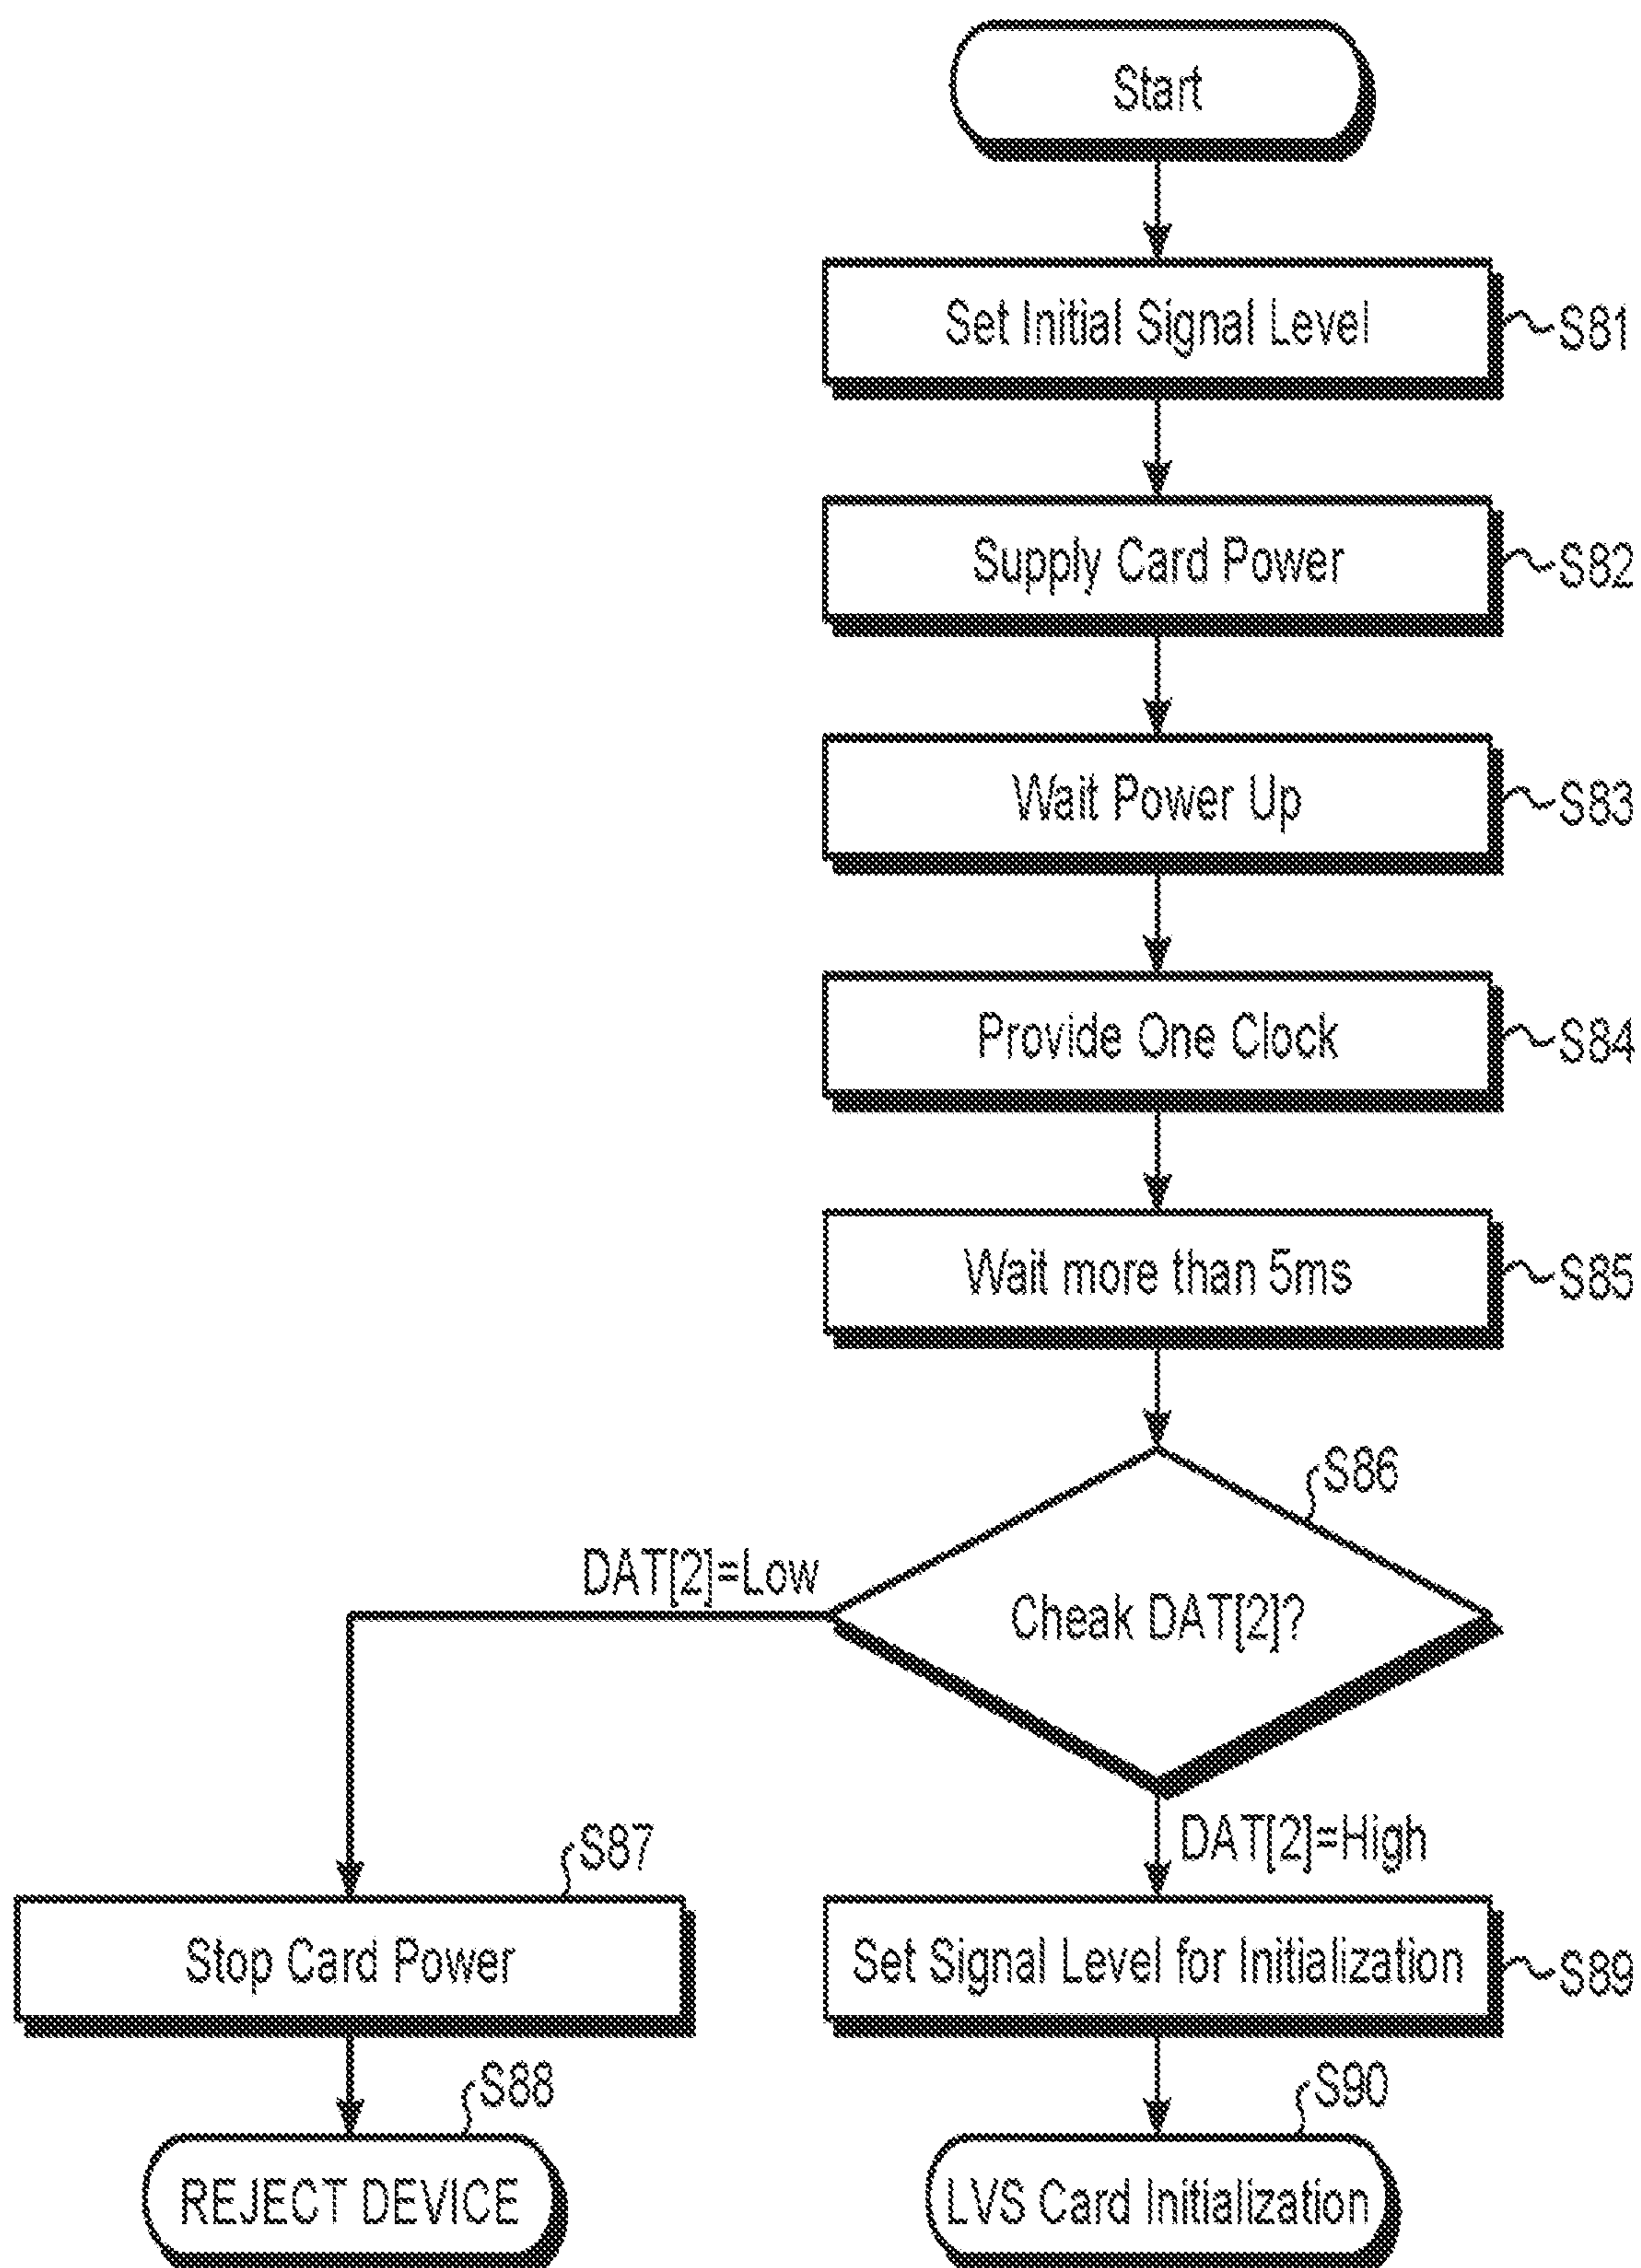 Start
Set Initial Signal Level
S81
Supply Card Power
S82
Wait Power Up
S83
Provide One Clock
S84
Wait more than 5ms
S85
S86
Cheak DAT[2]?
DAT[2]=Low
DAT[2]=High
S87
Stop Card Power
Set Signal Level for Initialization
S89
S88
REJECT DEVICE
S90
LVS Card Initialization